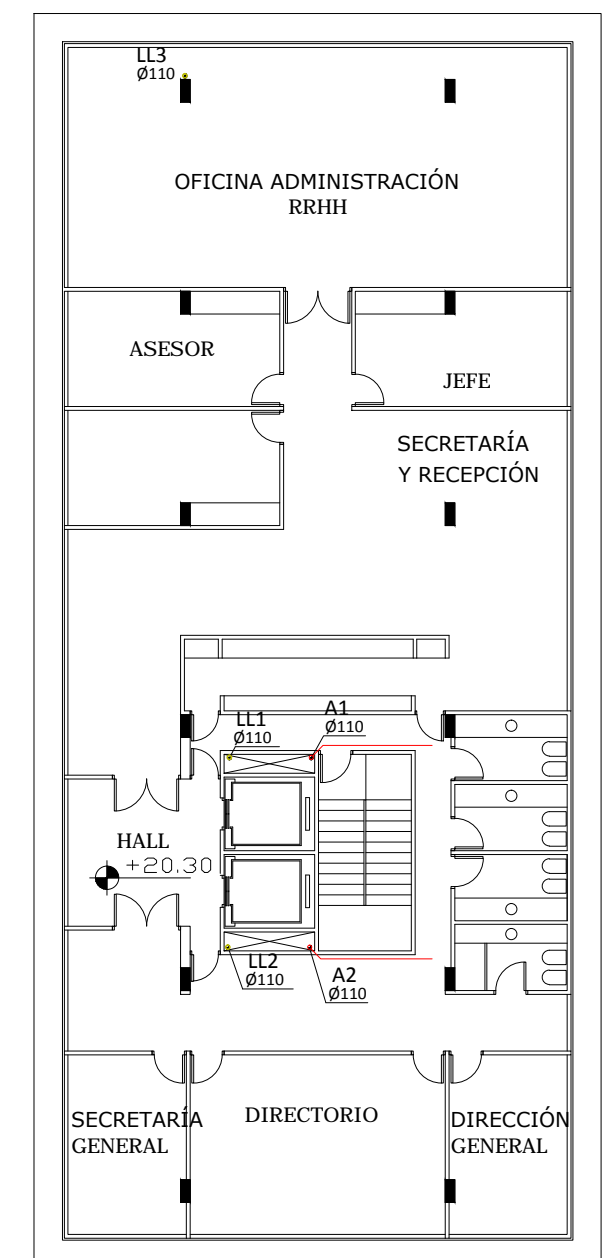 LL3
Ø110
OFICINA ADMINISTRACIÓN
RRHH
ASESOR
JEFE
SECRETARÍA
Y RECEPCIÓN
LL1
Ø110
A1
Ø110
HALL
+20,30
LL2
Ø110
A2
Ø110
SECRETARÍA
GENERAL
DIRECTORIO
DIRECCIÓN
GENERAL